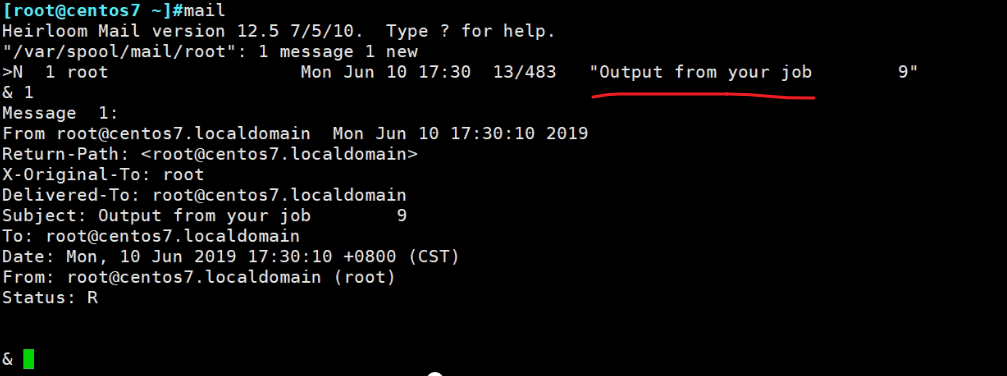 [root@centos7 ~]#mail
Heirloom Mail version 12.5 7/5/10.  Type ? for help.
"/var/spool/mail/root": 1 message 1 new
>N  1 root                  Mon Jun 10 17:30  13/483   "Output from your job        9"
& 1
Message  1:
From root@centos7.localdomain  Mon Jun 10 17:30:10 2019
Return-Path: <root@centos7.localdomain>
X-Original-To: root
Delivered-To: root@centos7.localdomain
Subject: Output from your job        9
To: root@centos7.localdomain
Date: Mon, 10 Jun 2019 17:30:10 +0800 (CST)
From: root@centos7.localdomain (root)
Status: R
&